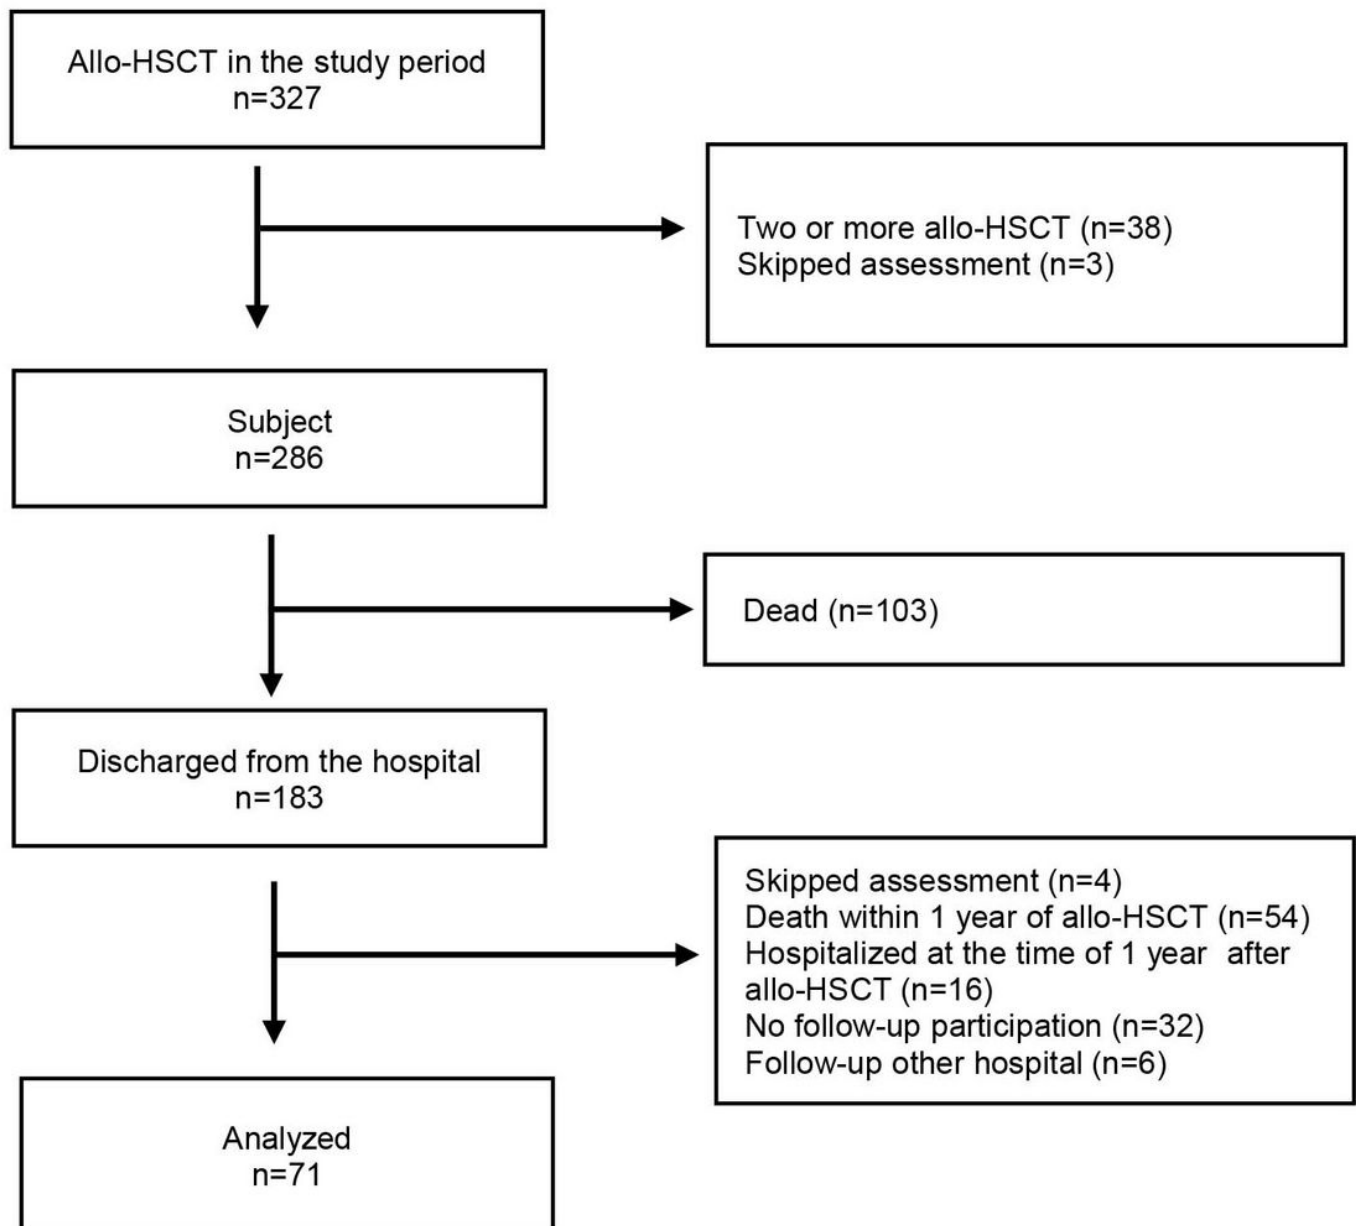 Allo-HSCT in the study period
n=327
Two or more allo-HSCT (n=38)
Skipped assessment (n=3)
Subject
n=286
Dead (n=103)
Discharged from the hospital
n=183
Skipped assessment (n=4)
Death within 1 year of allo-HSCT (n=54)
Hospitalized at the time of 1 year after
allo-HSCT (n=16)
No follow-up participation (n=32)
Follow-up other hospital (n=6)
Analyzed
n=71